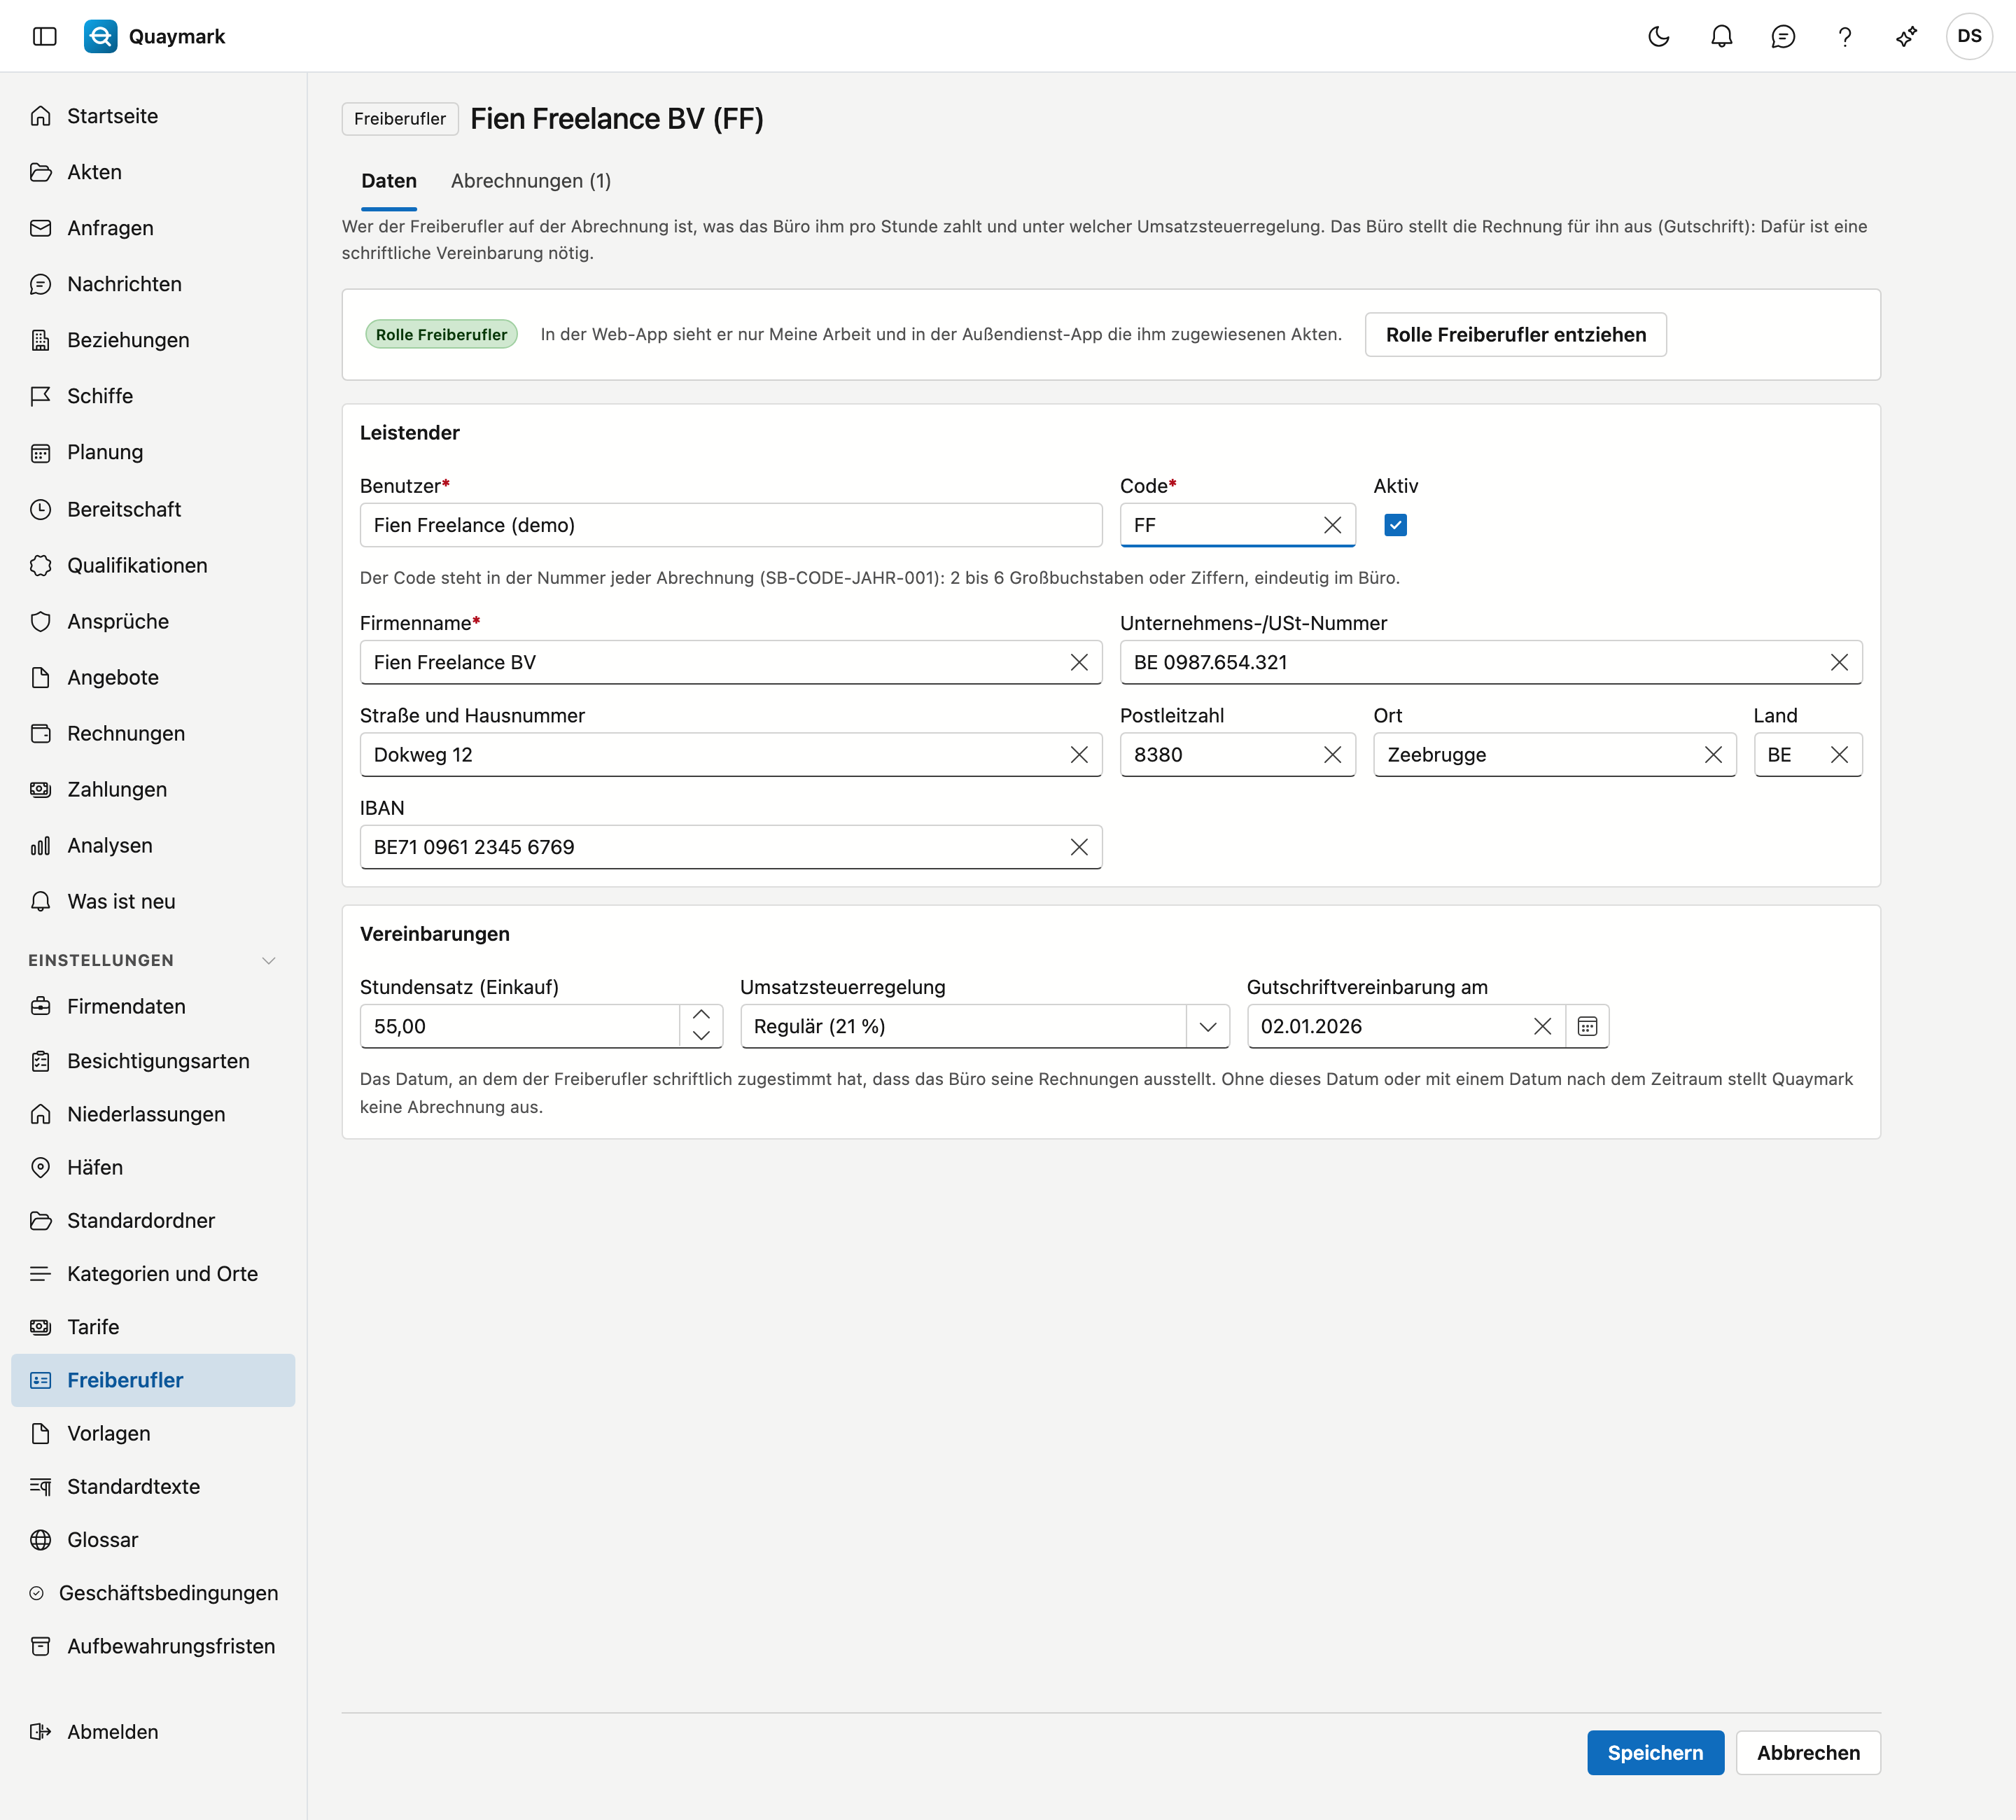 Quaymark
DS
Startseite
Akten
Anfragen
Nachrichten
Beziehungen
Schiffe
Planung
Bereitschaft
Qualifikationen
Ansprüche
Angebote
Rechnungen
Zahlungen
Analysen
Was ist neu
EINSTELLUNGEN
Firmendaten
Besichtigungsarten
Niederlassungen
Häfen
Standardordner
Kategorien und Orte
Tarife
Freiberufler
Vorlagen
Standardtexte
Glossar
Geschäftsbedingungen
Aufbewahrungsfristen
Abmelden
Freiberufler Fien Freelance BV (FF)
Daten Abrechnungen (1)
Wer der Freiberufler auf der Abrechnung ist, was das Büro ihm pro Stunde zahlt und unter welcher Umsatzsteuerregelung. Das Büro stellt die Rechnung für ihn aus (Gutschrift): Dafür ist eine
schriftliche Vereinbarung nötig.
Rolle Freiberufler In der Web-App sieht er nur Meine Arbeit und in der Außendienst-App die ihm zugewiesenen Akten. Rolle Freiberufler entziehen
Leistender
Benutzer* Code* Aktiv
Fien Freelance (demo) FF
Der Code steht in der Nummer jeder Abrechnung (SB-CODE-JAHR-001): 2 bis 6 Großbuchstaben oder Ziffern, eindeutig im Büro.
Firmenname* Unternehmens-/USt-Nummer
Fien Freelance BV BE 0987.654.321
Straße und Hausnummer Postleitzahl Ort Land
Dokweg 12 8380 Zeebrugge BE
IBAN
BE71 0961 2345 6769
Vereinbarungen
Stundensatz (Einkauf) Umsatzsteuerregelung Gutschriftvereinbarung am
55,00 Regulär (21 %) 02.01.2026
Das Datum, an dem der Freiberufler schriftlich zugestimmt hat, dass das Büro seine Rechnungen ausstellt. Ohne dieses Datum oder mit einem Datum nach dem Zeitraum stellt Quaymark
keine Abrechnung aus.
Speichern Abbrechen